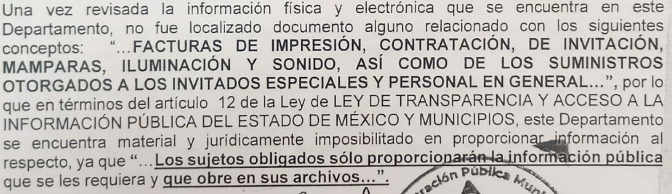 Una vez revisada la información física y electrónica que se encuentra en este
Departamento, no fue localizado documento alguno relacionado con los siguientes
conceptos: "...FACTURAS DE IMPRESIÓN, CONTRATACIÓN, DE INVITACIÓN,
MAMPARAS, ILUMINACIÓN Y SONIDO, ASÍ COMO DE LOS SUMINISTROS
OTORGADOS A LOS INVITADOS ESPECIALES Y PERSONAL EN GENERAL...", por lo
que en términos del artículo 12 de la Ley de LEY DE TRANSPARENCIA Y ACCESO A LA
INFORMACIÓN PÚBLICA DEL ESTADO DE MÉXICO Y MUNICIPIOS, este Departamento
se encuentra material y jurídicamente imposibilitado en proporcionar información al
respecto, ya que "...Los sujetos obligados sólo proporcionarán la información pública
que se les requiera y que obre en sus archivos...".
Pública